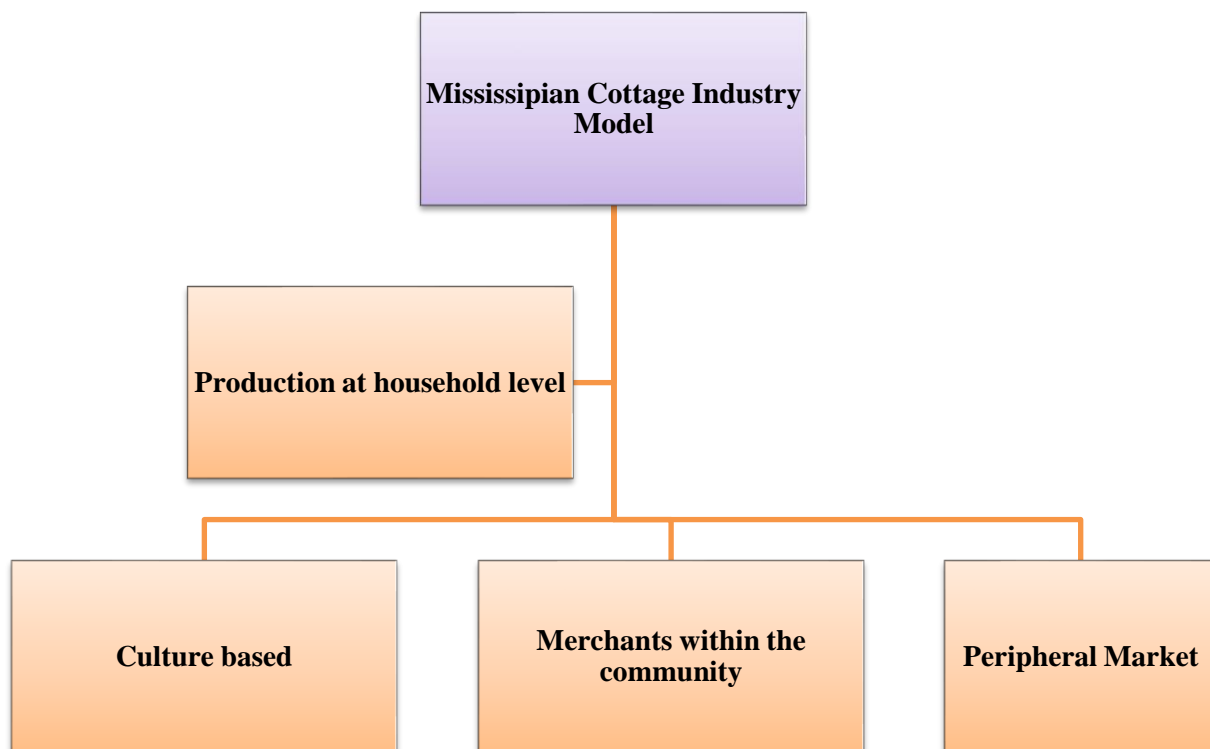 Mississipian Cottage Industry
Model
Production at household level
Culture based
Merchants within the
community
Peripheral Market